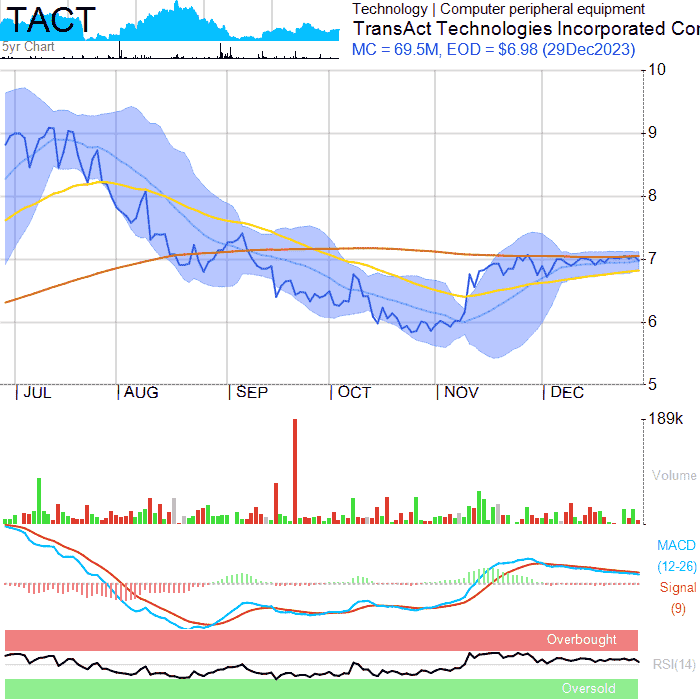 TACT
5yr Chart
Technology | Computer peripheral equipment
TransAct Technologies Incorporated Cor
MC = 69.5M, EOD = $6.98 (29Dec2023)
10
9
8
7
6
5
JUL AUG SEP OCT NOV DEC
189k
Volume
MACD
(12-26)
Signal
(9)
Overbought
RSI(14)
Oversold